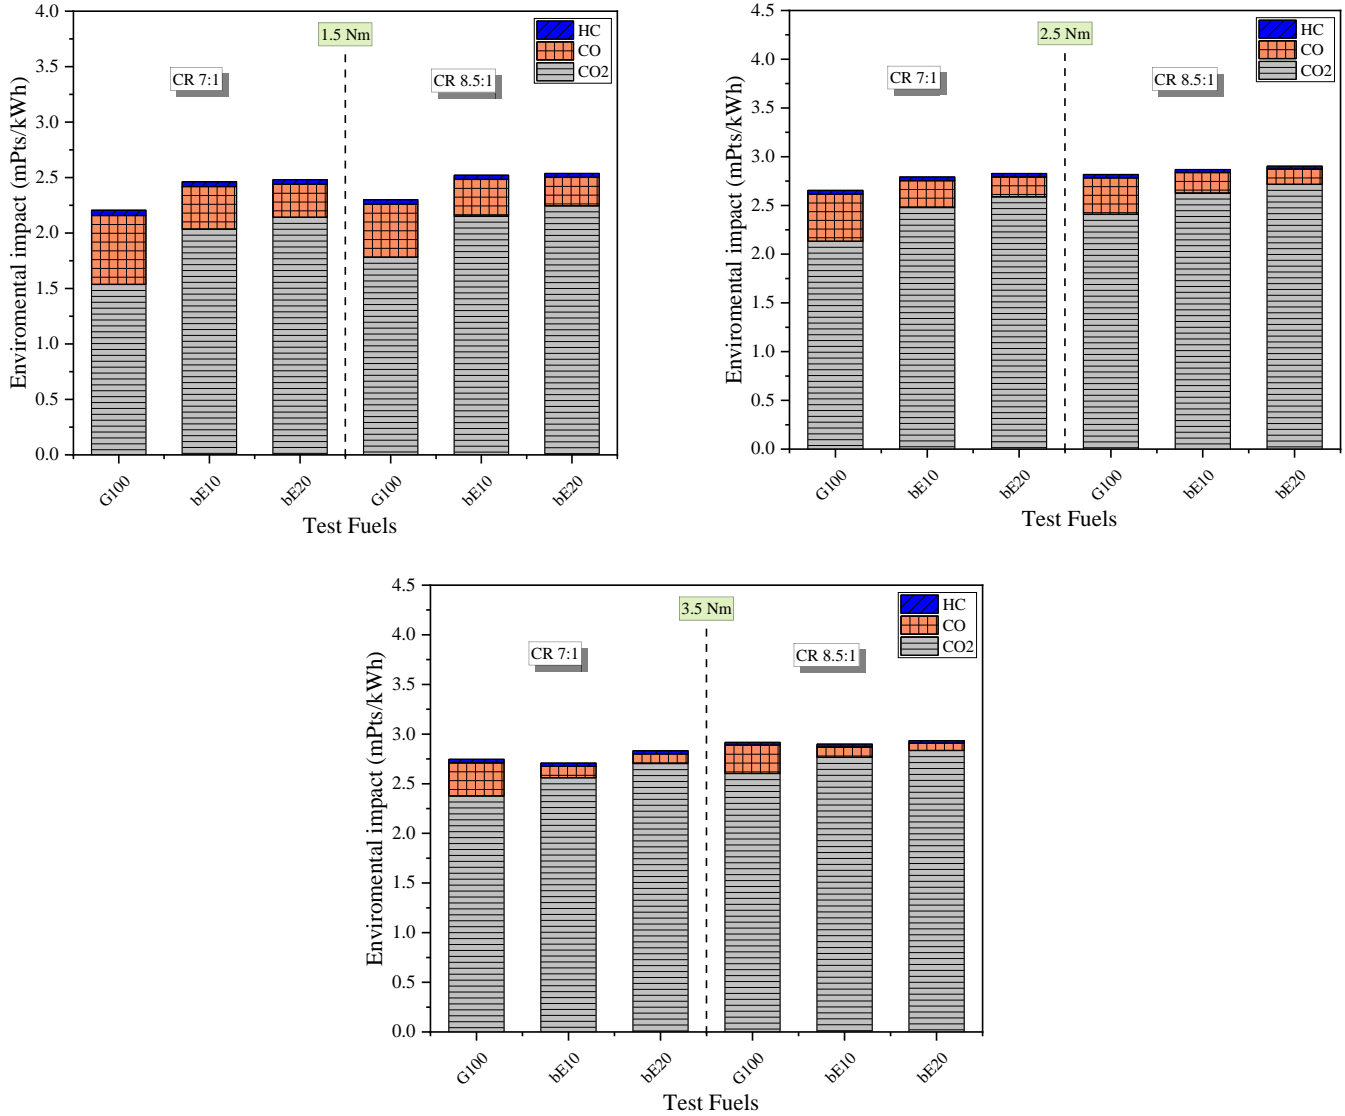 1.5 Nm
HC
CO
CO2
CR 7:1
CR 8.5:1
Enviromental impact (mPts/kWh)
4.0
3.5
3.0
2.5
2.0
1.5
1.0
0.5
0.0
G100
bE10
bE20
G100
bE10
bE20
Test Fuels
2.5 Nm
HC
CO
CO2
CR 7:1
CR 8.5:1
Enviromental impact (mPts/kWh)
4.5
4.0
3.5
3.0
2.5
2.0
1.5
1.0
0.5
0.0
G100
bE10
bE20
G100
bE10
bE20
Test Fuels
3.5 Nm
HC
CO
CO2
CR 7:1
CR 8.5:1
Enviromental impact (mPts/kWh)
4.5
4.0
3.5
3.0
2.5
2.0
1.5
1.0
0.5
0.0
G100
bE10
bE20
G100
bE10
bE20
Test Fuels